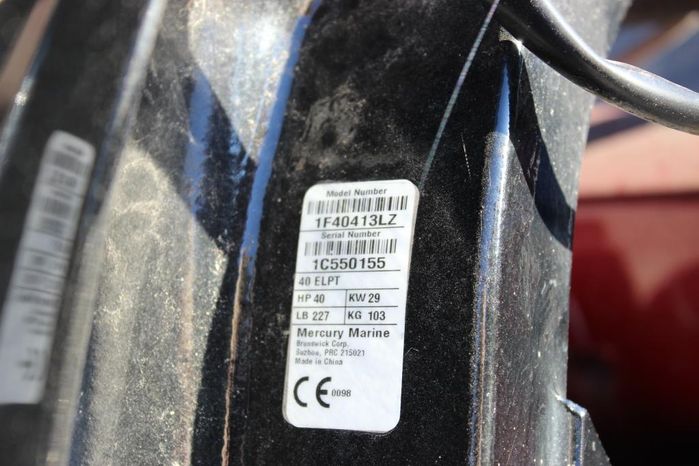 Model Number
1F40413LZ
Serial Number
1C550155
40 ELPT
HP 40 KW 29
LB 227 KG 103
Mercury Marine
Brunswick Corp.
Suzhou, PRC 215021
Made in China
CE 0098